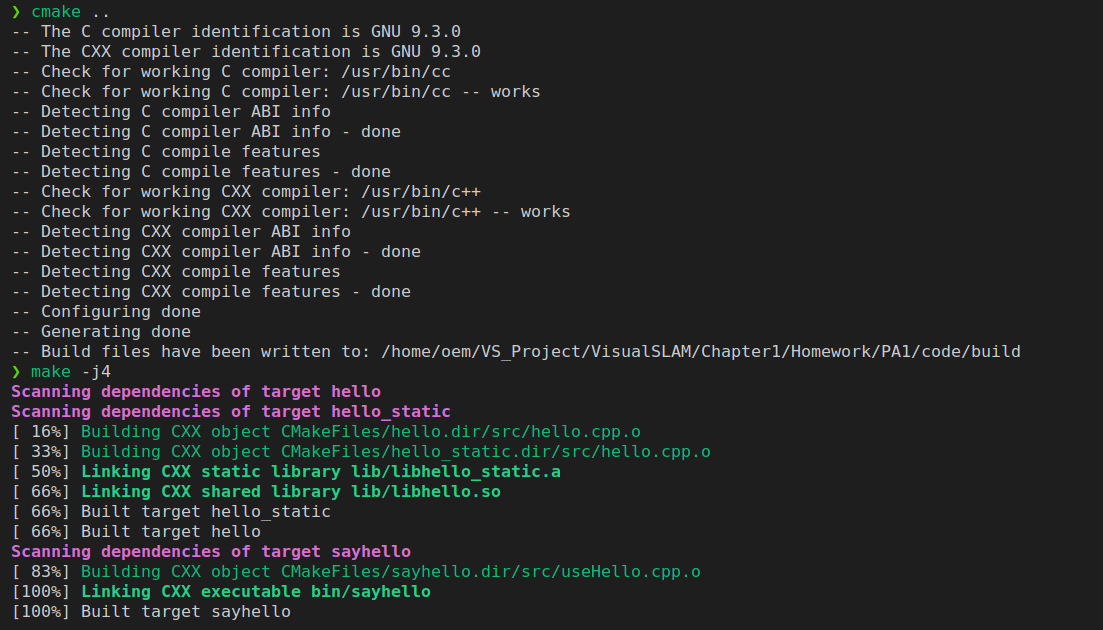 ❯ cmake ..
-- The C compiler identification is GNU 9.3.0
-- The CXX compiler identification is GNU 9.3.0
-- Check for working C compiler: /usr/bin/cc
-- Check for working C compiler: /usr/bin/cc -- works
-- Detecting C compiler ABI info
-- Detecting C compiler ABI info - done
-- Detecting C compile features
-- Detecting C compile features - done
-- Check for working CXX compiler: /usr/bin/c++
-- Check for working CXX compiler: /usr/bin/c++ -- works
-- Detecting CXX compiler ABI info
-- Detecting CXX compiler ABI info - done
-- Detecting CXX compile features
-- Detecting CXX compile features - done
-- Configuring done
-- Generating done
-- Build files have been written to: /home/oem/VS_Project/VisualSLAM/Chapter1/Homework/PA1/code/build
❯ make -j4
Scanning dependencies of target hello
Scanning dependencies of target hello_static
[ 16%] Building CXX object CMakeFiles/hello.dir/src/hello.cpp.o
[ 33%] Building CXX object CMakeFiles/hello_static.dir/src/hello.cpp.o
[ 50%] Linking CXX static library lib/libhello_static.a
[ 66%] Linking CXX shared library lib/libhello.so
[ 66%] Built target hello_static
[ 66%] Built target hello
Scanning dependencies of target sayhello
[ 83%] Building CXX object CMakeFiles/sayhello.dir/src/useHello.cpp.o
[100%] Linking CXX executable bin/sayhello
[100%] Built target sayhello